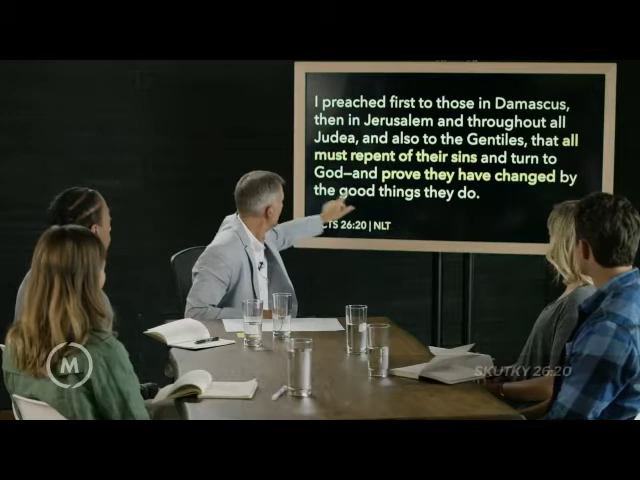 I preached first to those in Damascus,
then in Jerusalem and throughout all
Judea, and also to the Gentiles, that all
must repent of their sins and turn to
God—and prove they have changed by
the good things they do.
CTS 26:20 | NLT
M
SKUTKY 26:20